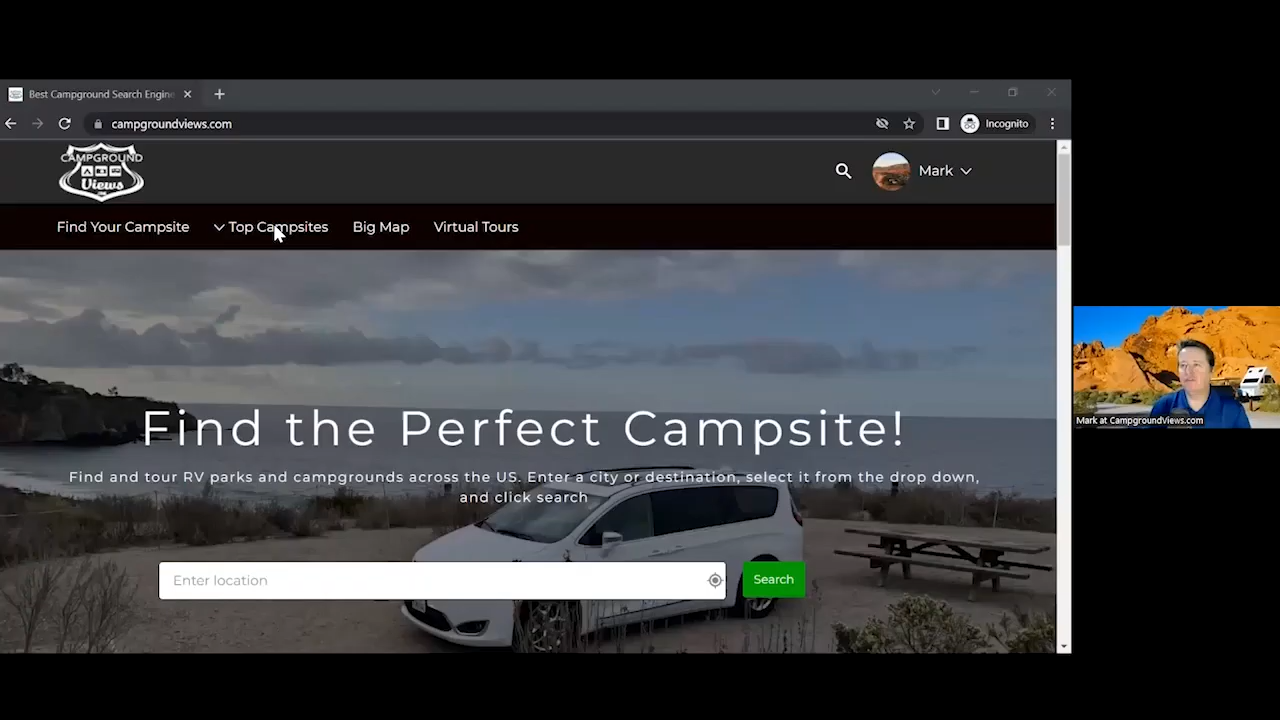 Best Campground Search Engine
campgroundviews.com
Incognito
CAMPGROUND
Views
Mark
Find Your Campsite
Top Campsites
Big Map
Virtual Tours
Find the Perfect Campsite!
Find and tour RV parks and campgrounds across the US. Enter a city or destination, select it from the drop down,
and click search
Enter location
Search
Mark at CampgroundViews.com